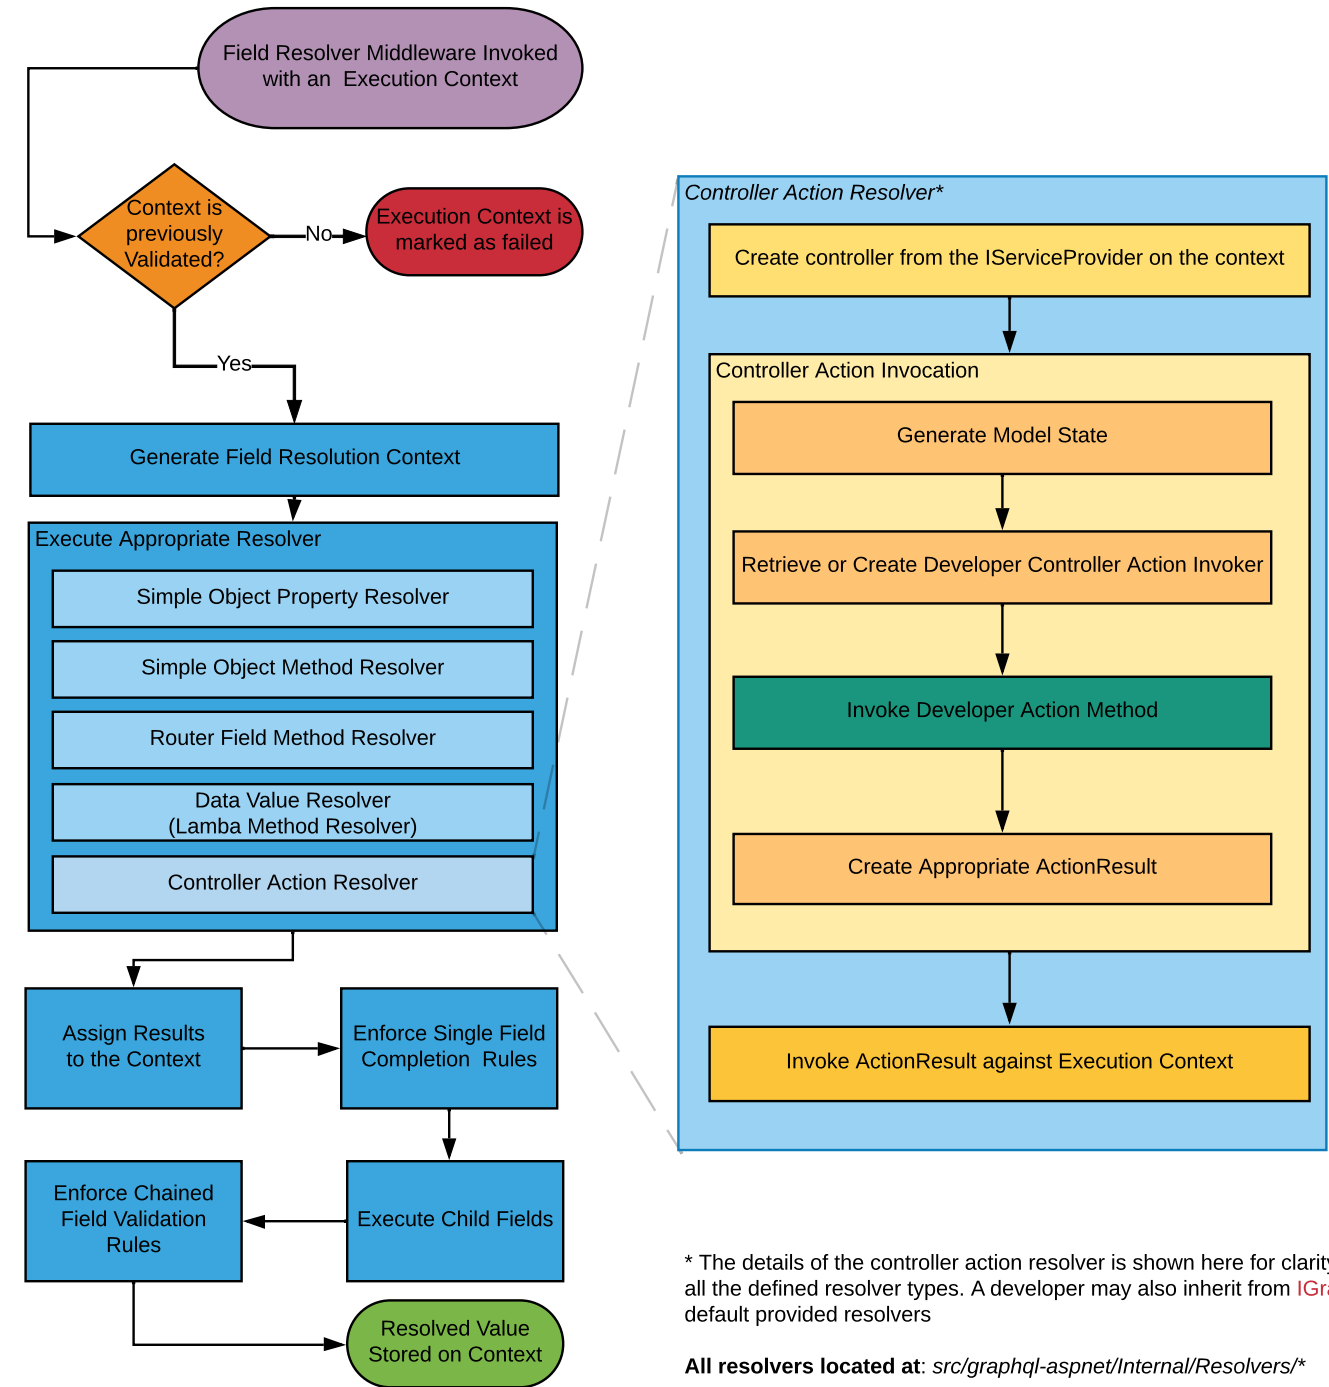 Field Resolver Middleware Invoked
with an Execution Context
Context is
previously
Validated?
No
Execution Context is
marked as failed
Yes
Generate Field Resolution Context
Execute Appropriate Resolver
Simple Object Property Resolver
Simple Object Method Resolver
Router Field Method Resolver
Data Value Resolver
(Lamba Method Resolver)
Controller Action Resolver
Assign Results
to the Context
Enforce Single Field
Completion Rules
Execute Child Fields
Enforce Chained
Field Validation
Rules
Resolved Value
Stored on Context
Controller Action Resolver*
Create controller from the IServiceProvider on the context
Controller Action Invocation
Generate Model State
Retrieve or Create Developer Controller Action Invoker
Invoke Developer Action Method
Create Appropriate ActionResult
Invoke ActionResult against Execution Context
* The details of the controller action resolver is shown here for clarity
all the defined resolver types. A developer may also inherit from
default provided resolvers
All resolvers located at: src/graphql-aspnet/Internal/Resolvers/*